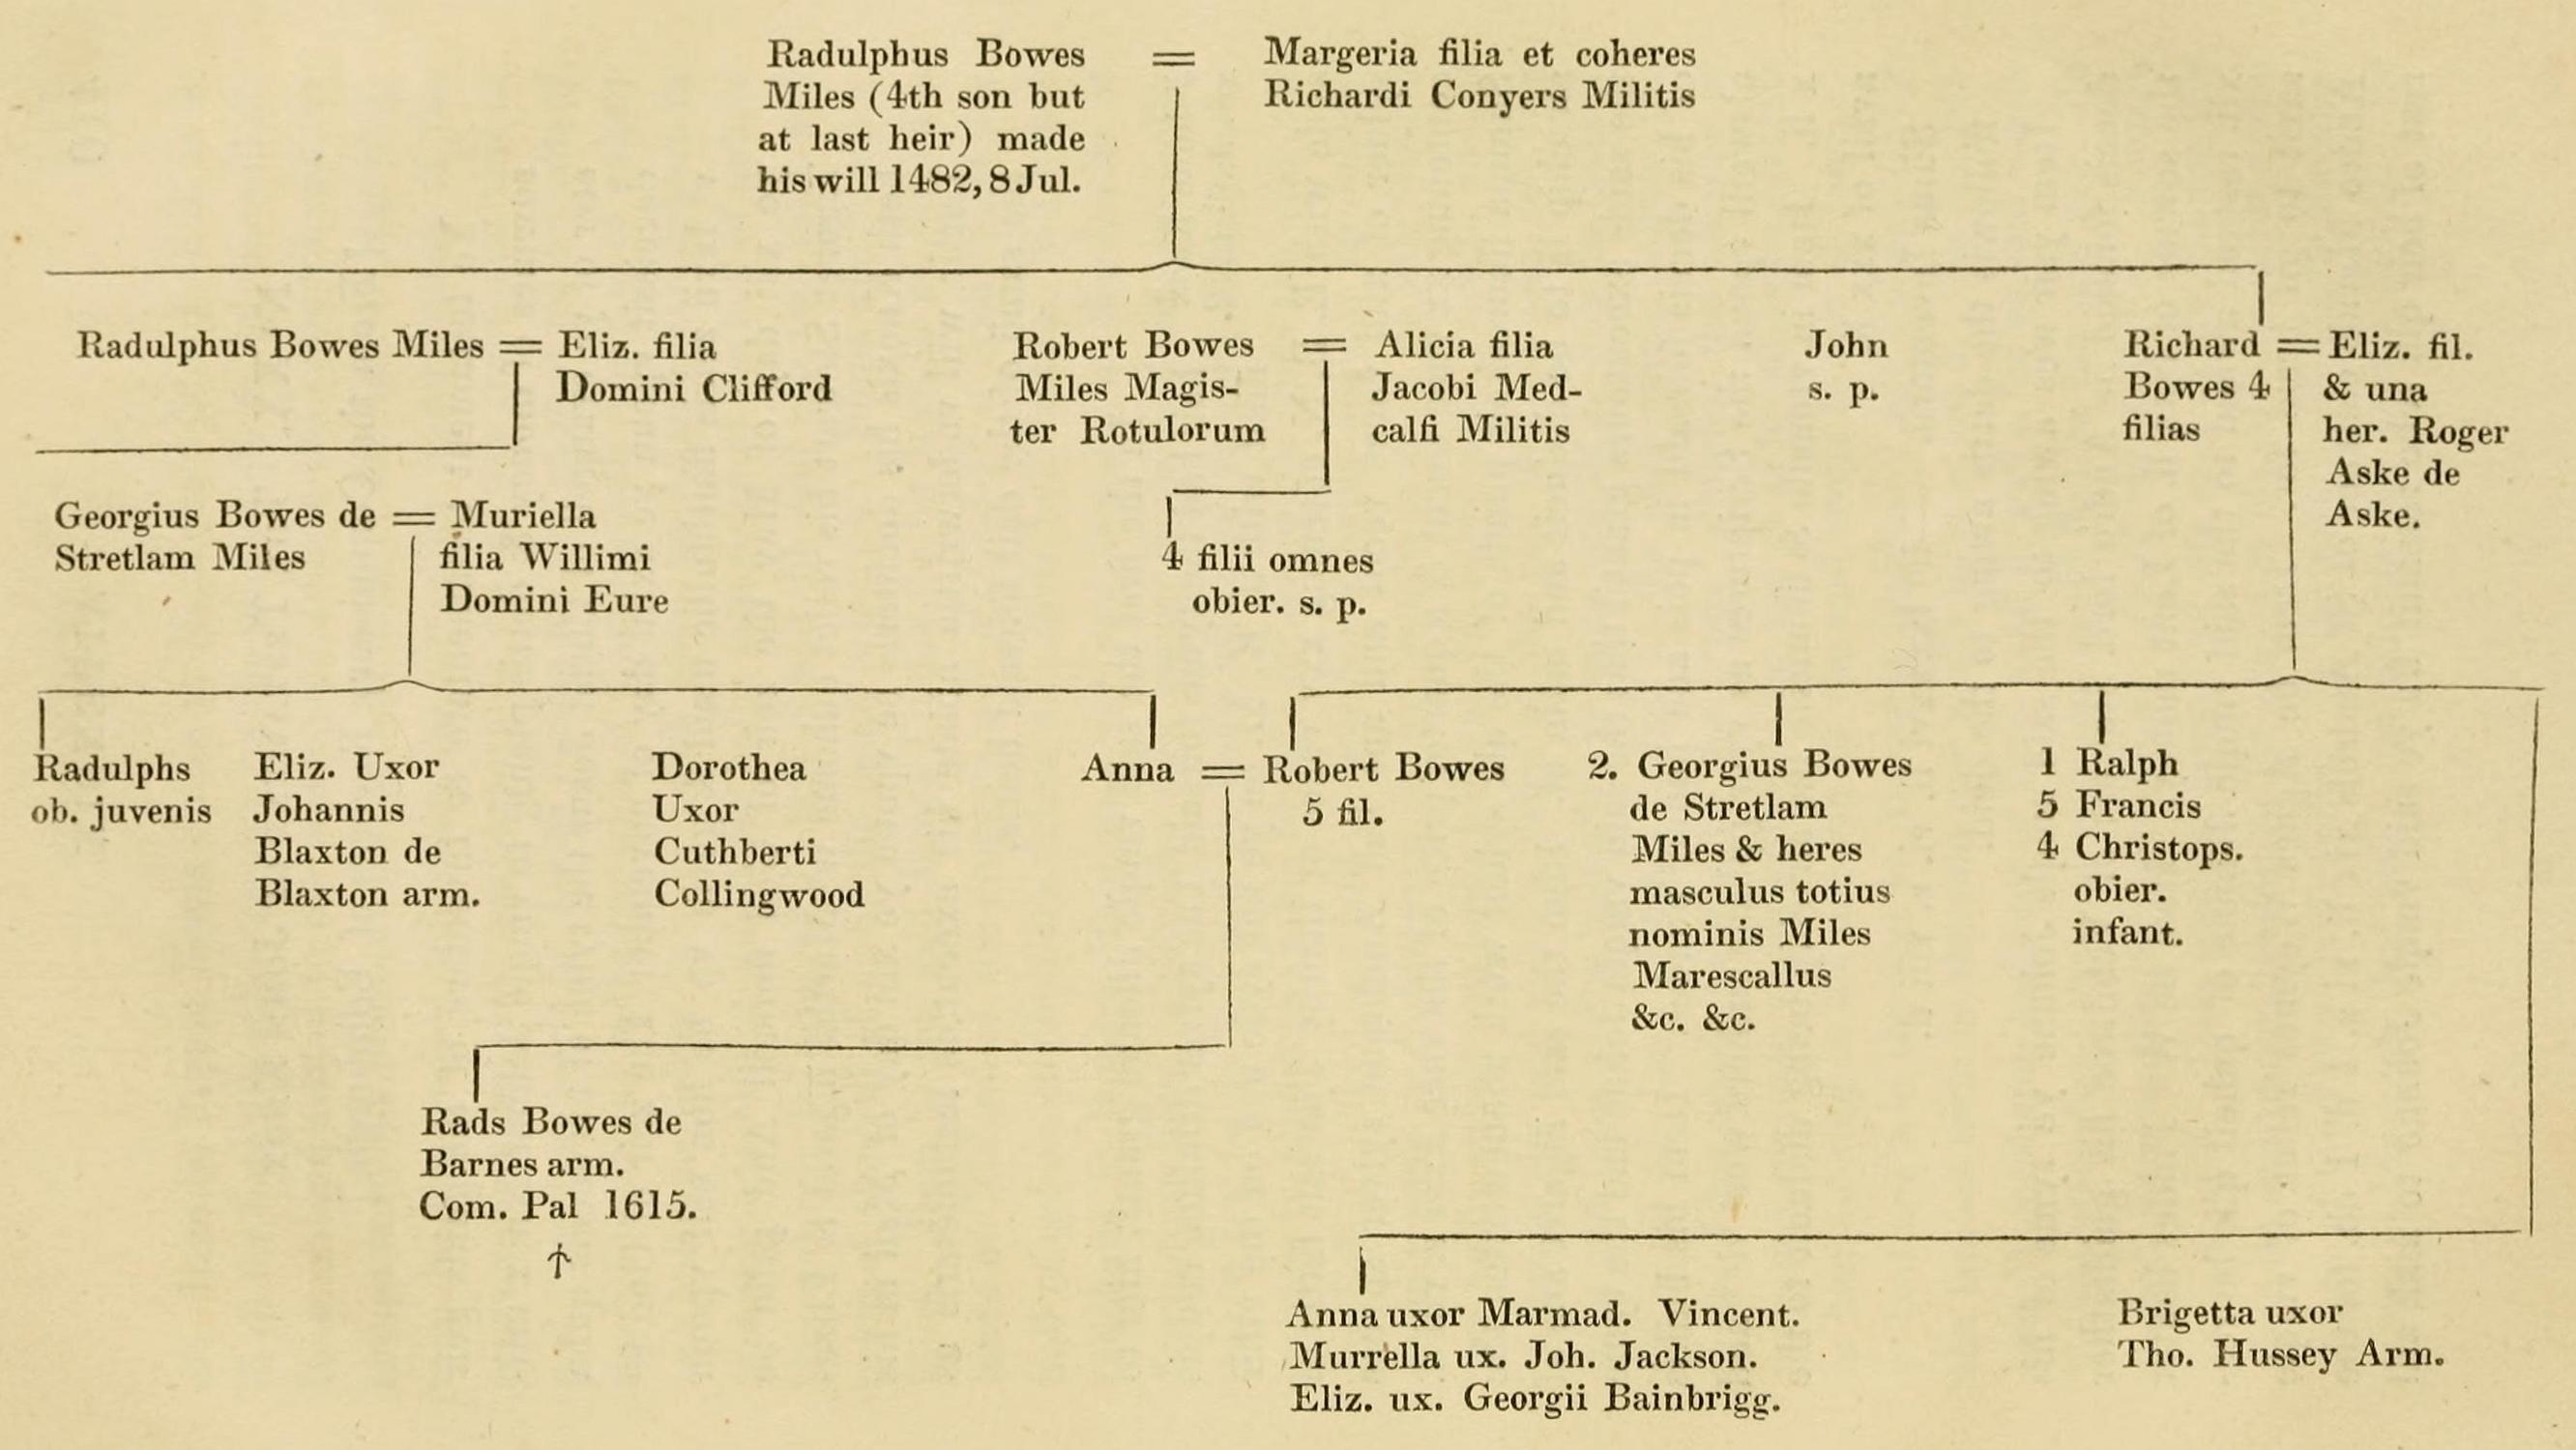 Radulphus Bowes = Margeria filia et coheres
Miles (4th son but Richardi Conyers Militis
at last heir) made
his will 1482, 8 Jul.
Radulphus Bowes Miles = Eliz. filia
Domini Clifford
Robert Bowes = Alicia filia
Miles Magis- Jacobi Med-
ter Rotulorum calfi Militis
John
s. p.
Richard = Eliz. fil.
Bowes 4 & una
filias her. Roger
Aske de
Aske.
Georgius Bowes de = Muriella
Stretlam Miles filia Willimi
Domini Eure
4 filii omnes
obier. s. p.
Radulphs
ob. juvenis
Eliz. Uxor
Johannis
Blaxton de
Blaxton arm.
Dorothea
Uxor
Cuthberti
Collingwood
Anna = Robert Bowes
5 fil.
2. Georgius Bowes
de Stretlam
Miles & heres
masculus totius
nominis Miles
Marescallus
&c. &c.
1 Ralph
5 Francis
4 Christops.
obier.
infant.
Rads Bowes de
Barnes arm.
Com. Pal 1615.
†
Anna uxor Marmad. Vincent.
Murrella ux. Joh. Jackson.
Eliz. ux. Georgii Bainbrigg.
Brigetta uxor
Tho. Hussey Arm.